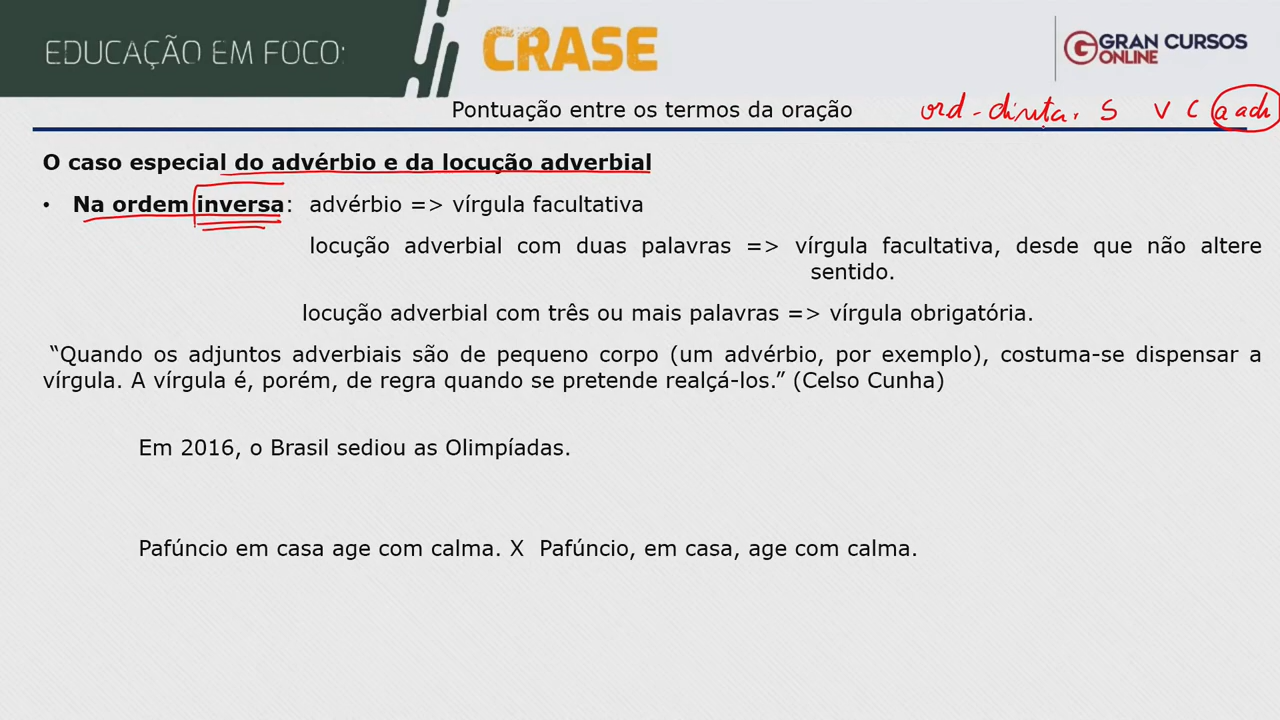 EDUCAÇÃO EM FOCO:
CRASE
GRAN CURSOS
ONLINE
Pontuação entre os termos da oração
ord. direta. S V C a adv
O caso especial do advérbio e da locução adverbial
• Na ordem inversa: advérbio => vírgula facultativa
locução adverbial com duas palavras => vírgula facultativa, desde que não altere
sentido.
locução adverbial com três ou mais palavras => vírgula obrigatória.
“Quando os adjuntos adverbiais são de pequeno corpo (um advérbio, por exemplo), costuma-se dispensar a
vírgula. A vírgula é, porém, de regra quando se pretende realçá-los.” (Celso Cunha)
Em 2016, o Brasil sediou as Olimpíadas.
Pafúncio em casa age com calma. X Pafúncio, em casa, age com calma.